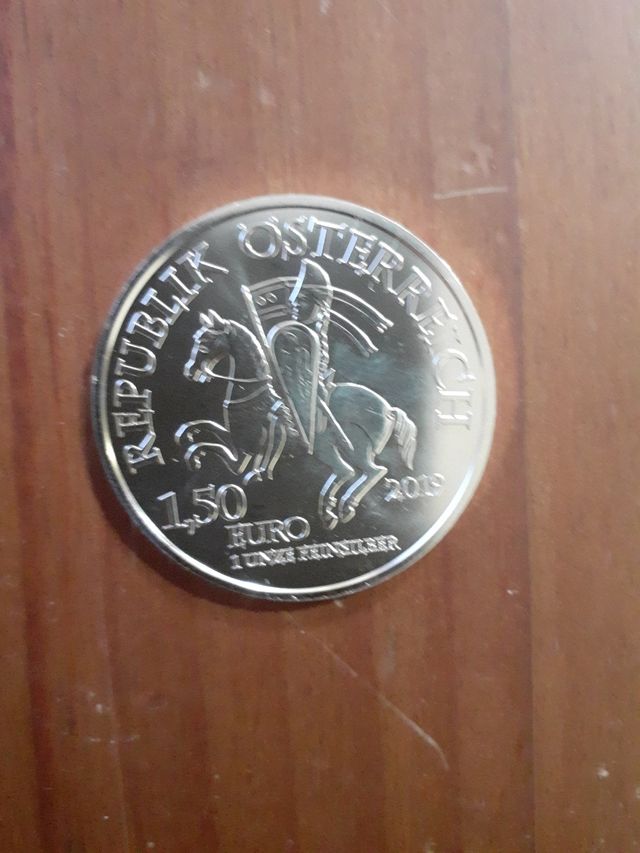 REPUBLIK ÖSTERREICH
1,50
EURO
1 UNZE FEINSILBER
2019